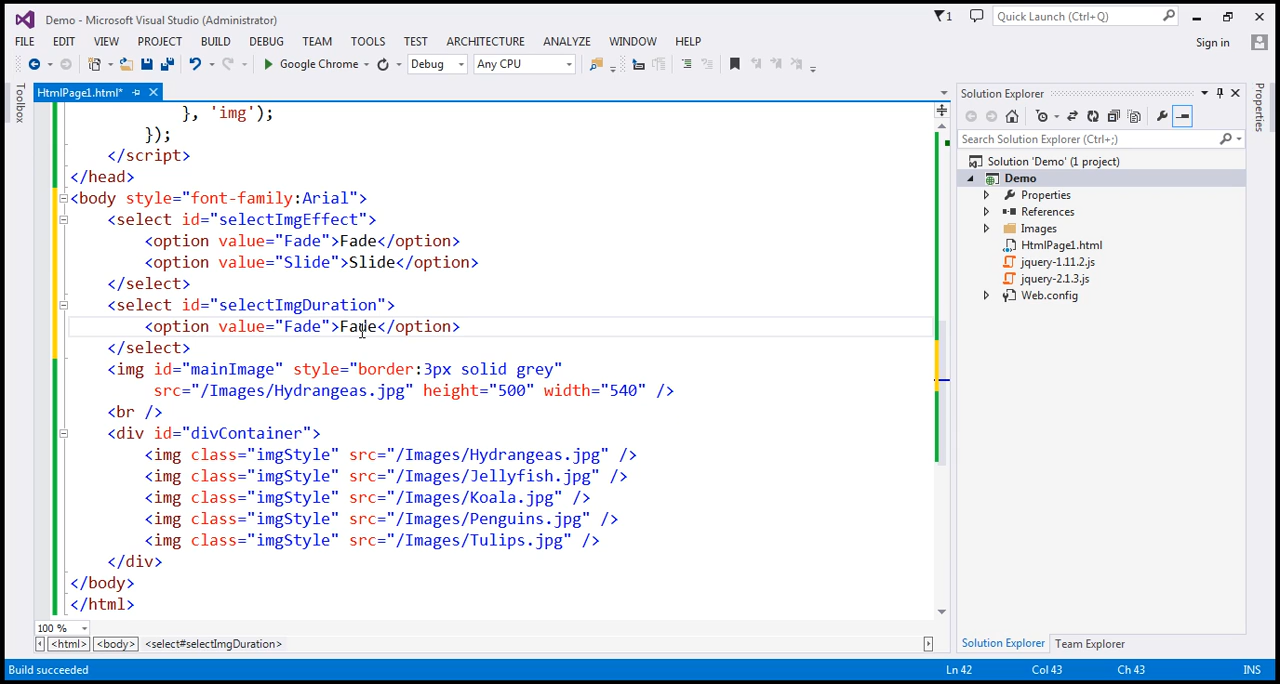 Demo - Microsoft Visual Studio (Administrator)
1
Quick Launch (Ctrl+Q)
FILE EDIT VIEW PROJECT BUILD DEBUG TEAM TOOLS TEST ARCHITECTURE ANALYZE WINDOW HELP
Sign in
Google Chrome
Debug
Any CPU
Toolbox
HtmlPage1.html*
}, 'img');
});
</script>
</head>
<body style="font-family:Arial">
<select id="selectImgEffect">
<option value="Fade">Fade</option>
<option value="Slide">Slide</option>
</select>
<select id="selectImgDuration">
<option value="Fade">Fade</option>
</select>
<img id="mainImage" style="border:3px solid grey"
src="/Images/Hydrangeas.jpg" height="500" width="540" />
<br />
<div id="divContainer">
<img class="imgStyle" src="/Images/Hydrangeas.jpg" />
<img class="imgStyle" src="/Images/Jellyfish.jpg" />
<img class="imgStyle" src="/Images/Koala.jpg" />
<img class="imgStyle" src="/Images/Penguins.jpg" />
<img class="imgStyle" src="/Images/Tulips.jpg" />
</div>
</body>
</html>
100 %
<html> <body> <select#selectImgDuration>
Solution Explorer
Search Solution Explorer (Ctrl+;)
Solution 'Demo' (1 project)
Demo
Properties
References
Images
HtmlPage1.html
jquery-1.11.2.js
jquery-2.1.3.js
Web.config
Solution Explorer Team Explorer
Properties
Build succeeded
Ln 42 Col 43 Ch 43 INS